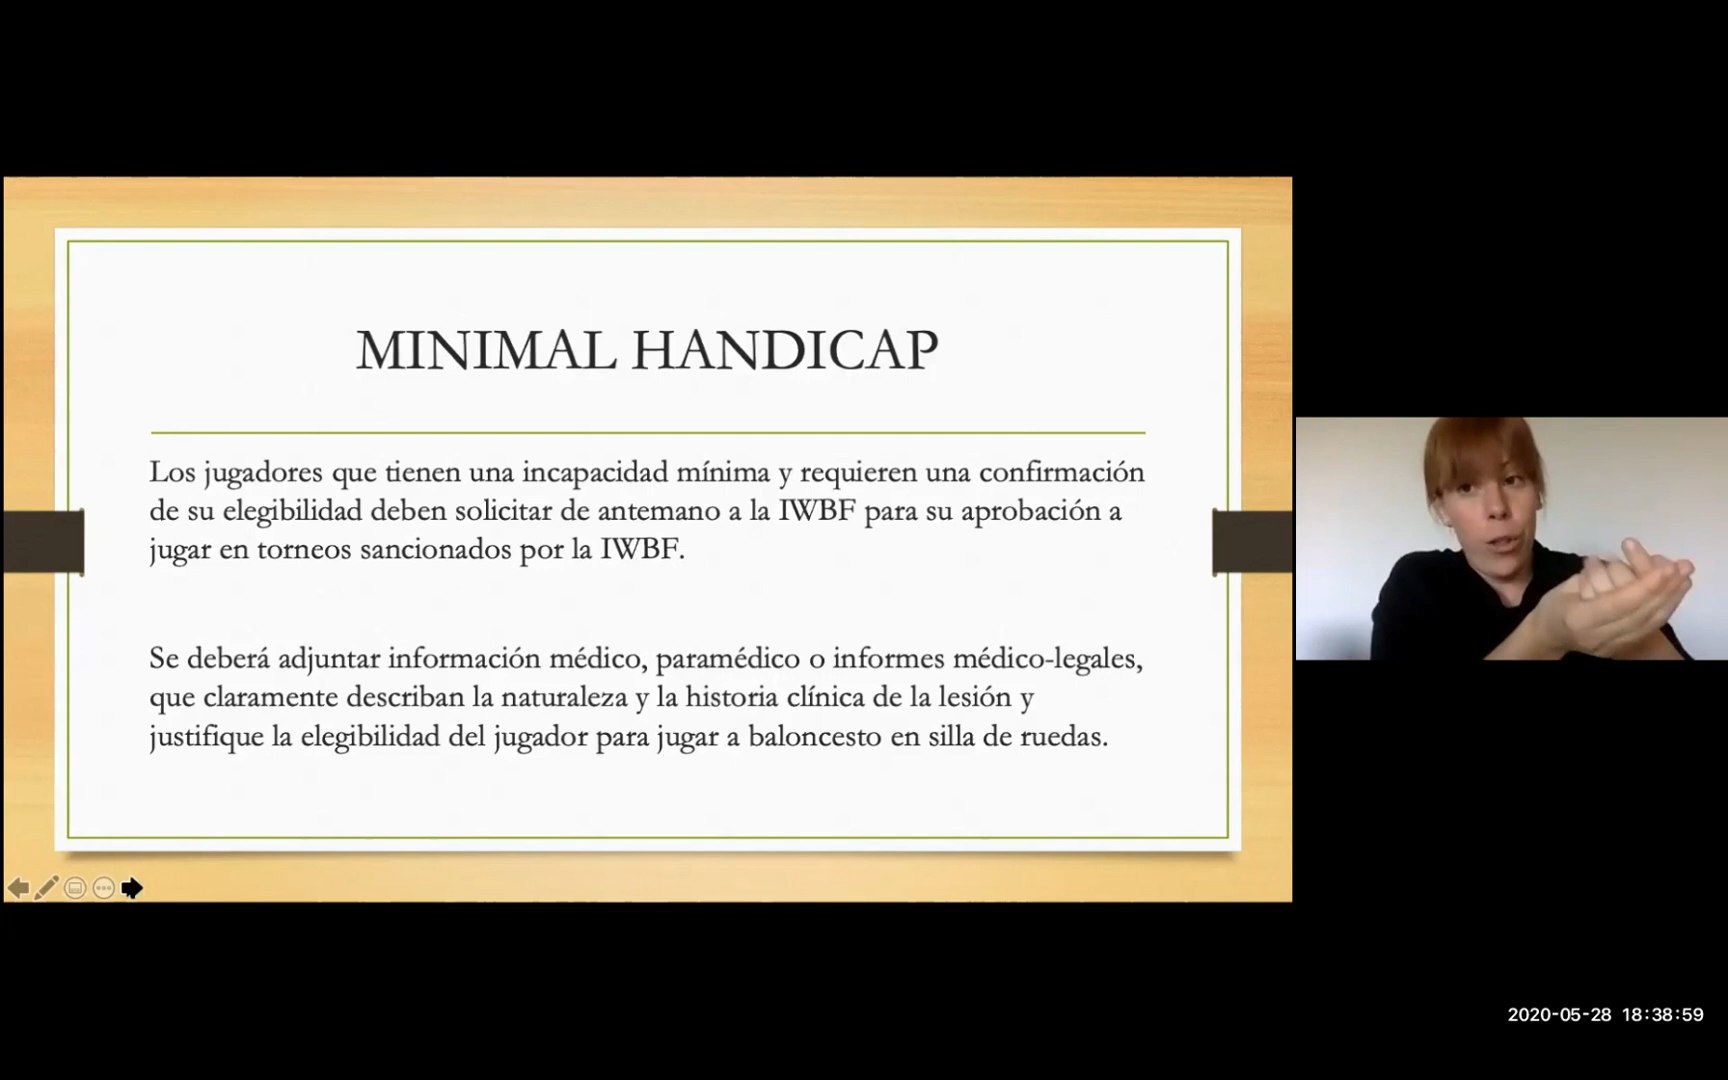 MINIMAL HANDICAP
Los jugadores que tienen una incapacidad mínima y requieren una confirmación
de su elegibilidad deben solicitar de antemano a la IWBF para su aprobación a
jugar en torneos sancionados por la IWBF.
Se deberá adjuntar información médico, paramédico o informes médico-legales,
que claramente describan la naturaleza y la historia clínica de la lesión y
justifique la elegibilidad del jugador para jugar a baloncesto en silla de ruedas.
2020-05-28 18:38:59